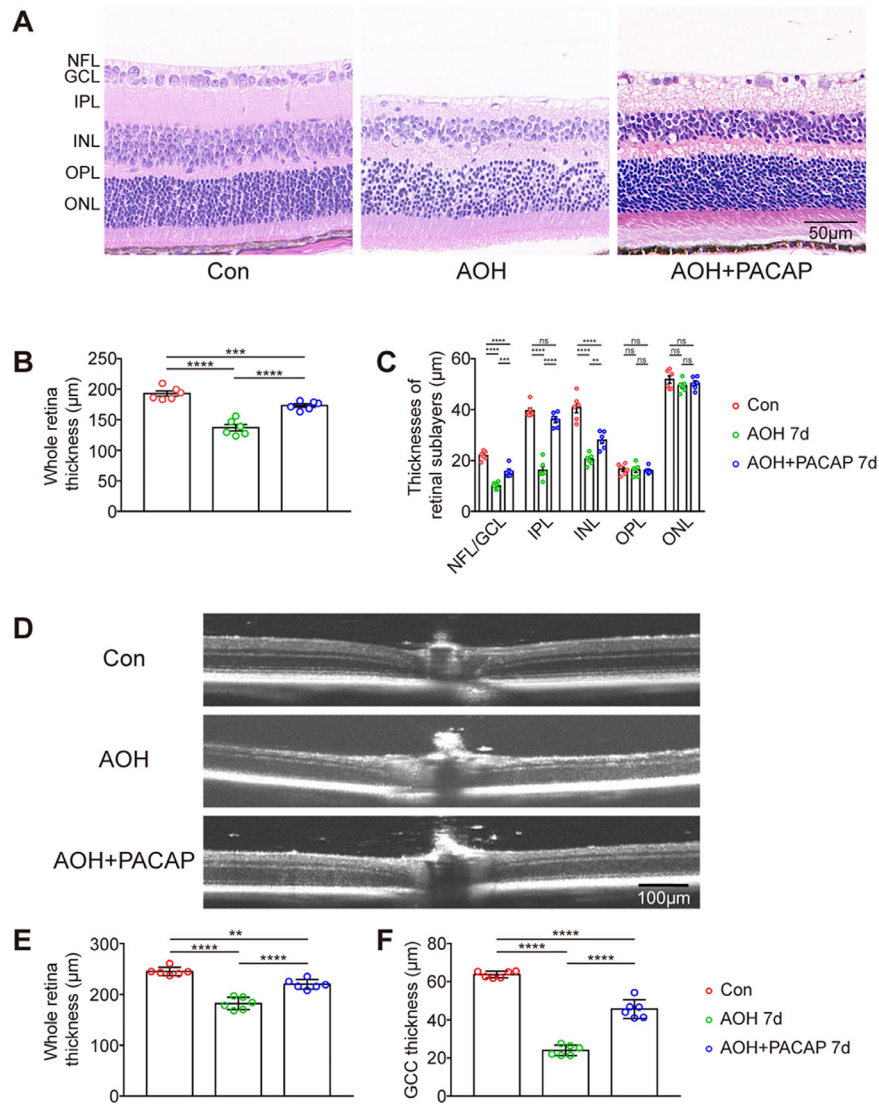 A
NFL
GCL
IPL
INL
OPL
ONL
50μm
Con
AOH
AOH+PACAP
B
Whole retina
thickness (μm)
250
200
150
100
50
0
***
****
****
C
Thicknesses of
retinal sublayers (μm)
60
40
20
0
****
****
***
ns
****
****
****
****
**
ns
ns
ns
ns
ns
ns
NFL/GCL
IPL
INL
OPL
ONL
Con
AOH 7d
AOH+PACAP 7d
D
Con
AOH
AOH+PACAP
100μm
E
Whole retina
thickness (μm)
300
200
100
0
**
****
****
F
GCC thickness (μm)
80
60
40
20
0
****
****
****
Con
AOH 7d
AOH+PACAP 7d